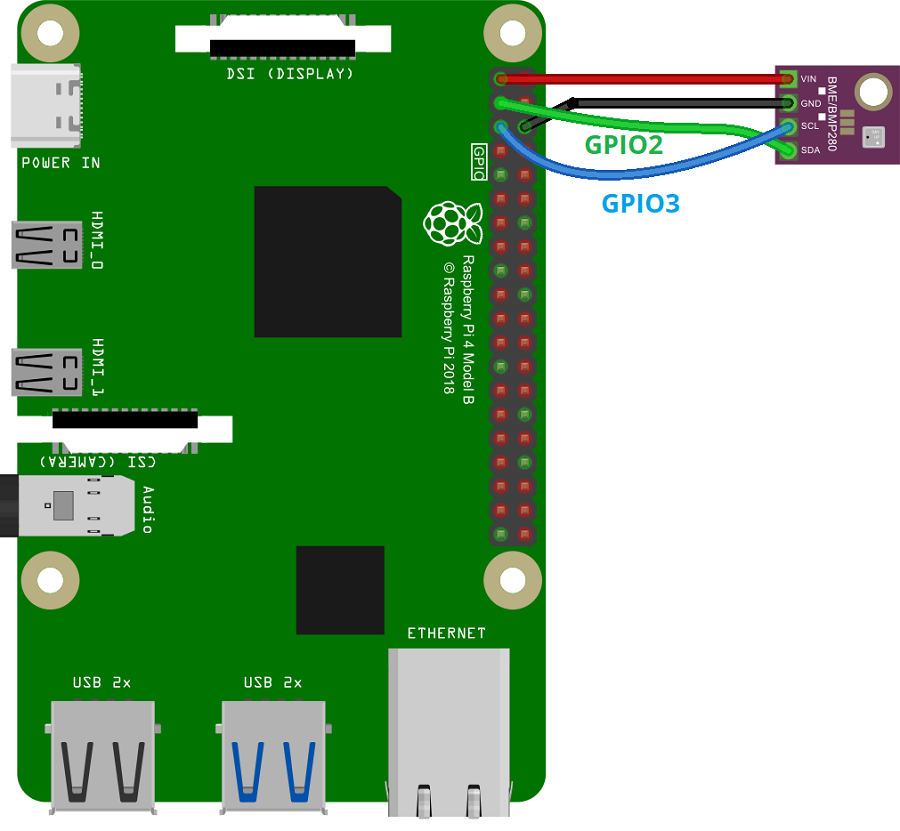 DSI (DISPLAY)
POWER IN
HDMI_0
HDMI_1
CSI (CAMERA)
Audio
GPIO
Raspberry Pi 4 Model B
© Raspberry Pi 2018
GPIO2
GPIO3
VIN
GND
SCL
SDA
BME/BMP280
ETHERNET
USB 2x
USB 2x